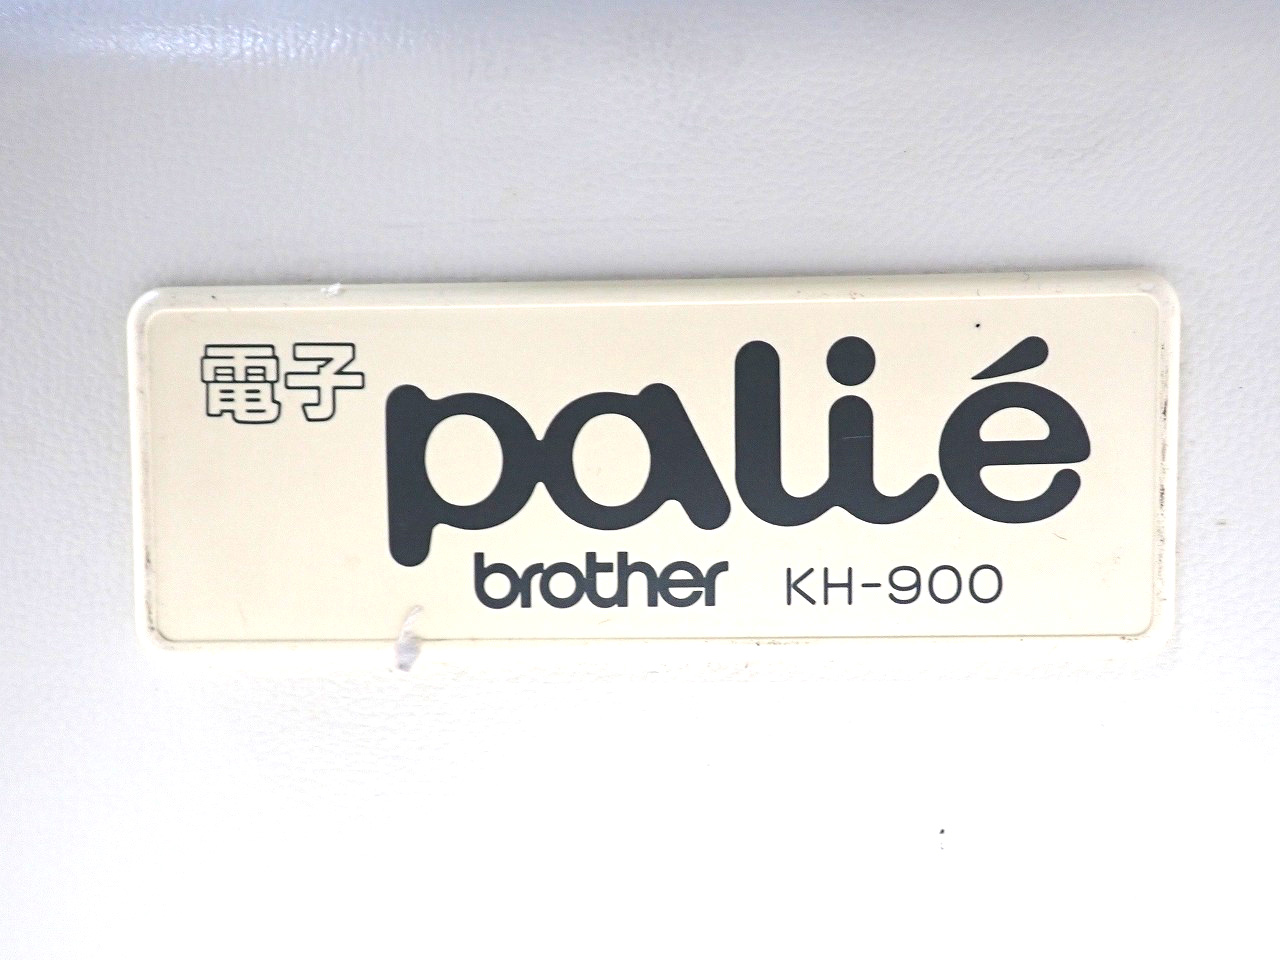 電子
palié
brother KH-900